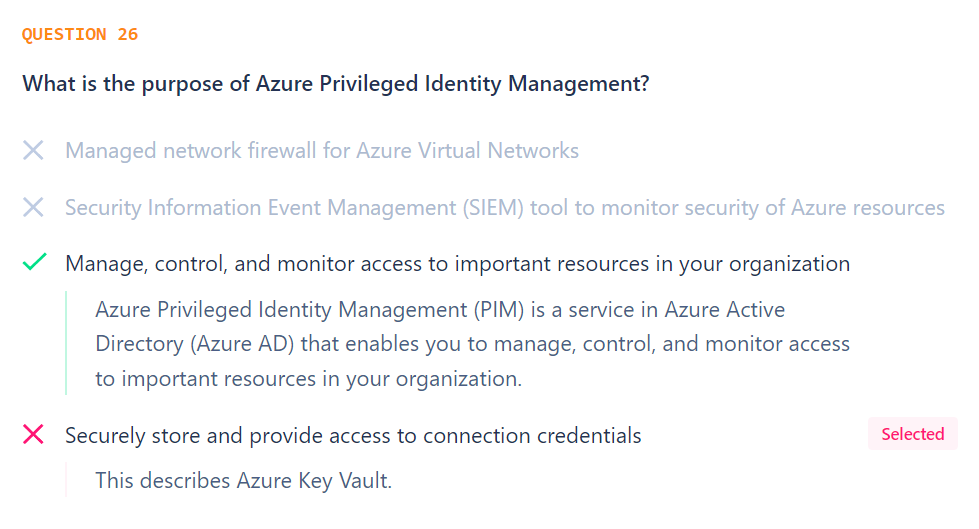 QUESTION 26
What is the purpose of Azure Privileged Identity Management?
Managed network firewall for Azure Virtual Networks
Security Information Event Management (SIEM) tool to monitor security of Azure resources
Manage, control, and monitor access to important resources in your organization
Azure Privileged Identity Management (PIM) is a service in Azure Active
Directory (Azure AD) that enables you to manage, control, and monitor access
to important resources in your organization.
Securely store and provide access to connection credentials
Selected
This describes Azure Key Vault.